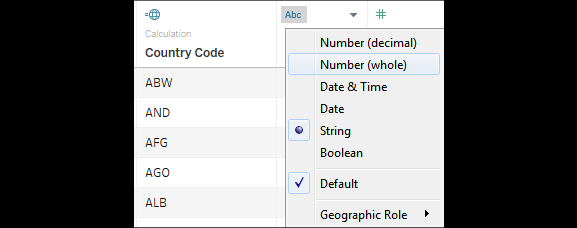 Abc
#
Calculation
Country Code
ABW
AND
AFG
AGO
ALB
Number (decimal)
Number (whole)
Date & Time
Date
String
Boolean
Default
Geographic Role